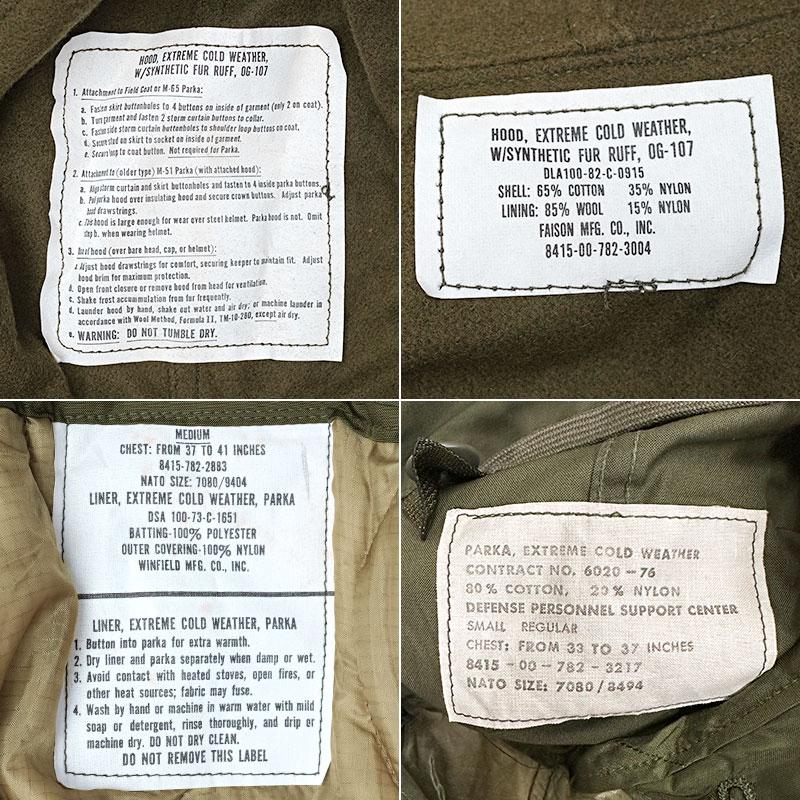 HOOD, EXTREME COLD WEATHER,
W/SYNTHETIC FUR RUFF, OG-107
1. Attachment to Field Coat or M-65 Parka:
a. Fasten skirt buttonholes to 4 buttons on inside of garment (only 2 on coat).
b. Turn garment and fasten 2 storm curtain buttons to collar.
c. Fasten side storm curtain buttonholes to shoulder loop buttons on coat.
d. Secure stud on skirt to socket on inside of garment.
e. Secure loop to coat button. Not required for Parka.
2. Attachment to (older type) M-51 Parka (with attached hood):
a. Align storm curtain and skirt buttonholes and fasten to 4 inside parka buttons.
b. Put parka hood over insulating hood and secure crown buttons. Adjust parka
hood drawstrings.
c. This hood is large enough for wear over steel helmet. Parka hood is not. Omit
step b. when wearing helmet.
3. Use of hood (over bare head, cap, or helmet):
a. Adjust hood drawstrings for comfort, securing keeper to maintain fit. Adjust
hood brim for maximum protection.
Open front closure or remove hood from head for ventilation.
c. Shake frost accumulation from fur frequently.
d. Launder hood by hand, shake out water and air dry; or machine launder in
accordance with Wool Method, Formula II, TM-10-280, except air dry.
e. WARNING: DO NOT TUMBLE DRY.
HOOD, EXTREME COLD WEATHER,
W/SYNTHETIC FUR RUFF, OG-107
DLA100-82-C-0915
SHELL: 65% COTTON 35% NYLON
LINING: 85% WOOL 15% NYLON
FAISON MFG. CO., INC.
8415-00-782-3004
MEDIUM
CHEST: FROM 37 TO 41 INCHES
8415-782-2883
NATO SIZE: 7080/9404
LINER, EXTREME COLD WEATHER, PARKA
DSA 100-73-C-1651
BATTING-100% POLYESTER
OUTER COVERING-100% NYLON
WINFIELD MFG. CO., INC.
LINER, EXTREME COLD WEATHER, PARKA
1. Button into parka for extra warmth.
2. Dry liner and parka separately when damp or wet.
3. Avoid contact with heated stoves, open fires, or
other heat sources; fabric may fuse.
4. Wash by hand or machine in warm water with mild
soap or detergent, rinse thoroughly, and drip or
machine dry. DO NOT DRY CLEAN.
DO NOT REMOVE THIS LABEL
PARKA, EXTREME COLD WEATHER
CONTRACT NO. 6020-76
80% COTTON, 20% NYLON
DEFENSE PERSONNEL SUPPORT CENTER
SMALL REGULAR
CHEST: FROM 33 TO 37 INCHES
8415-00-782-3217
NATO SIZE: 7080/8494